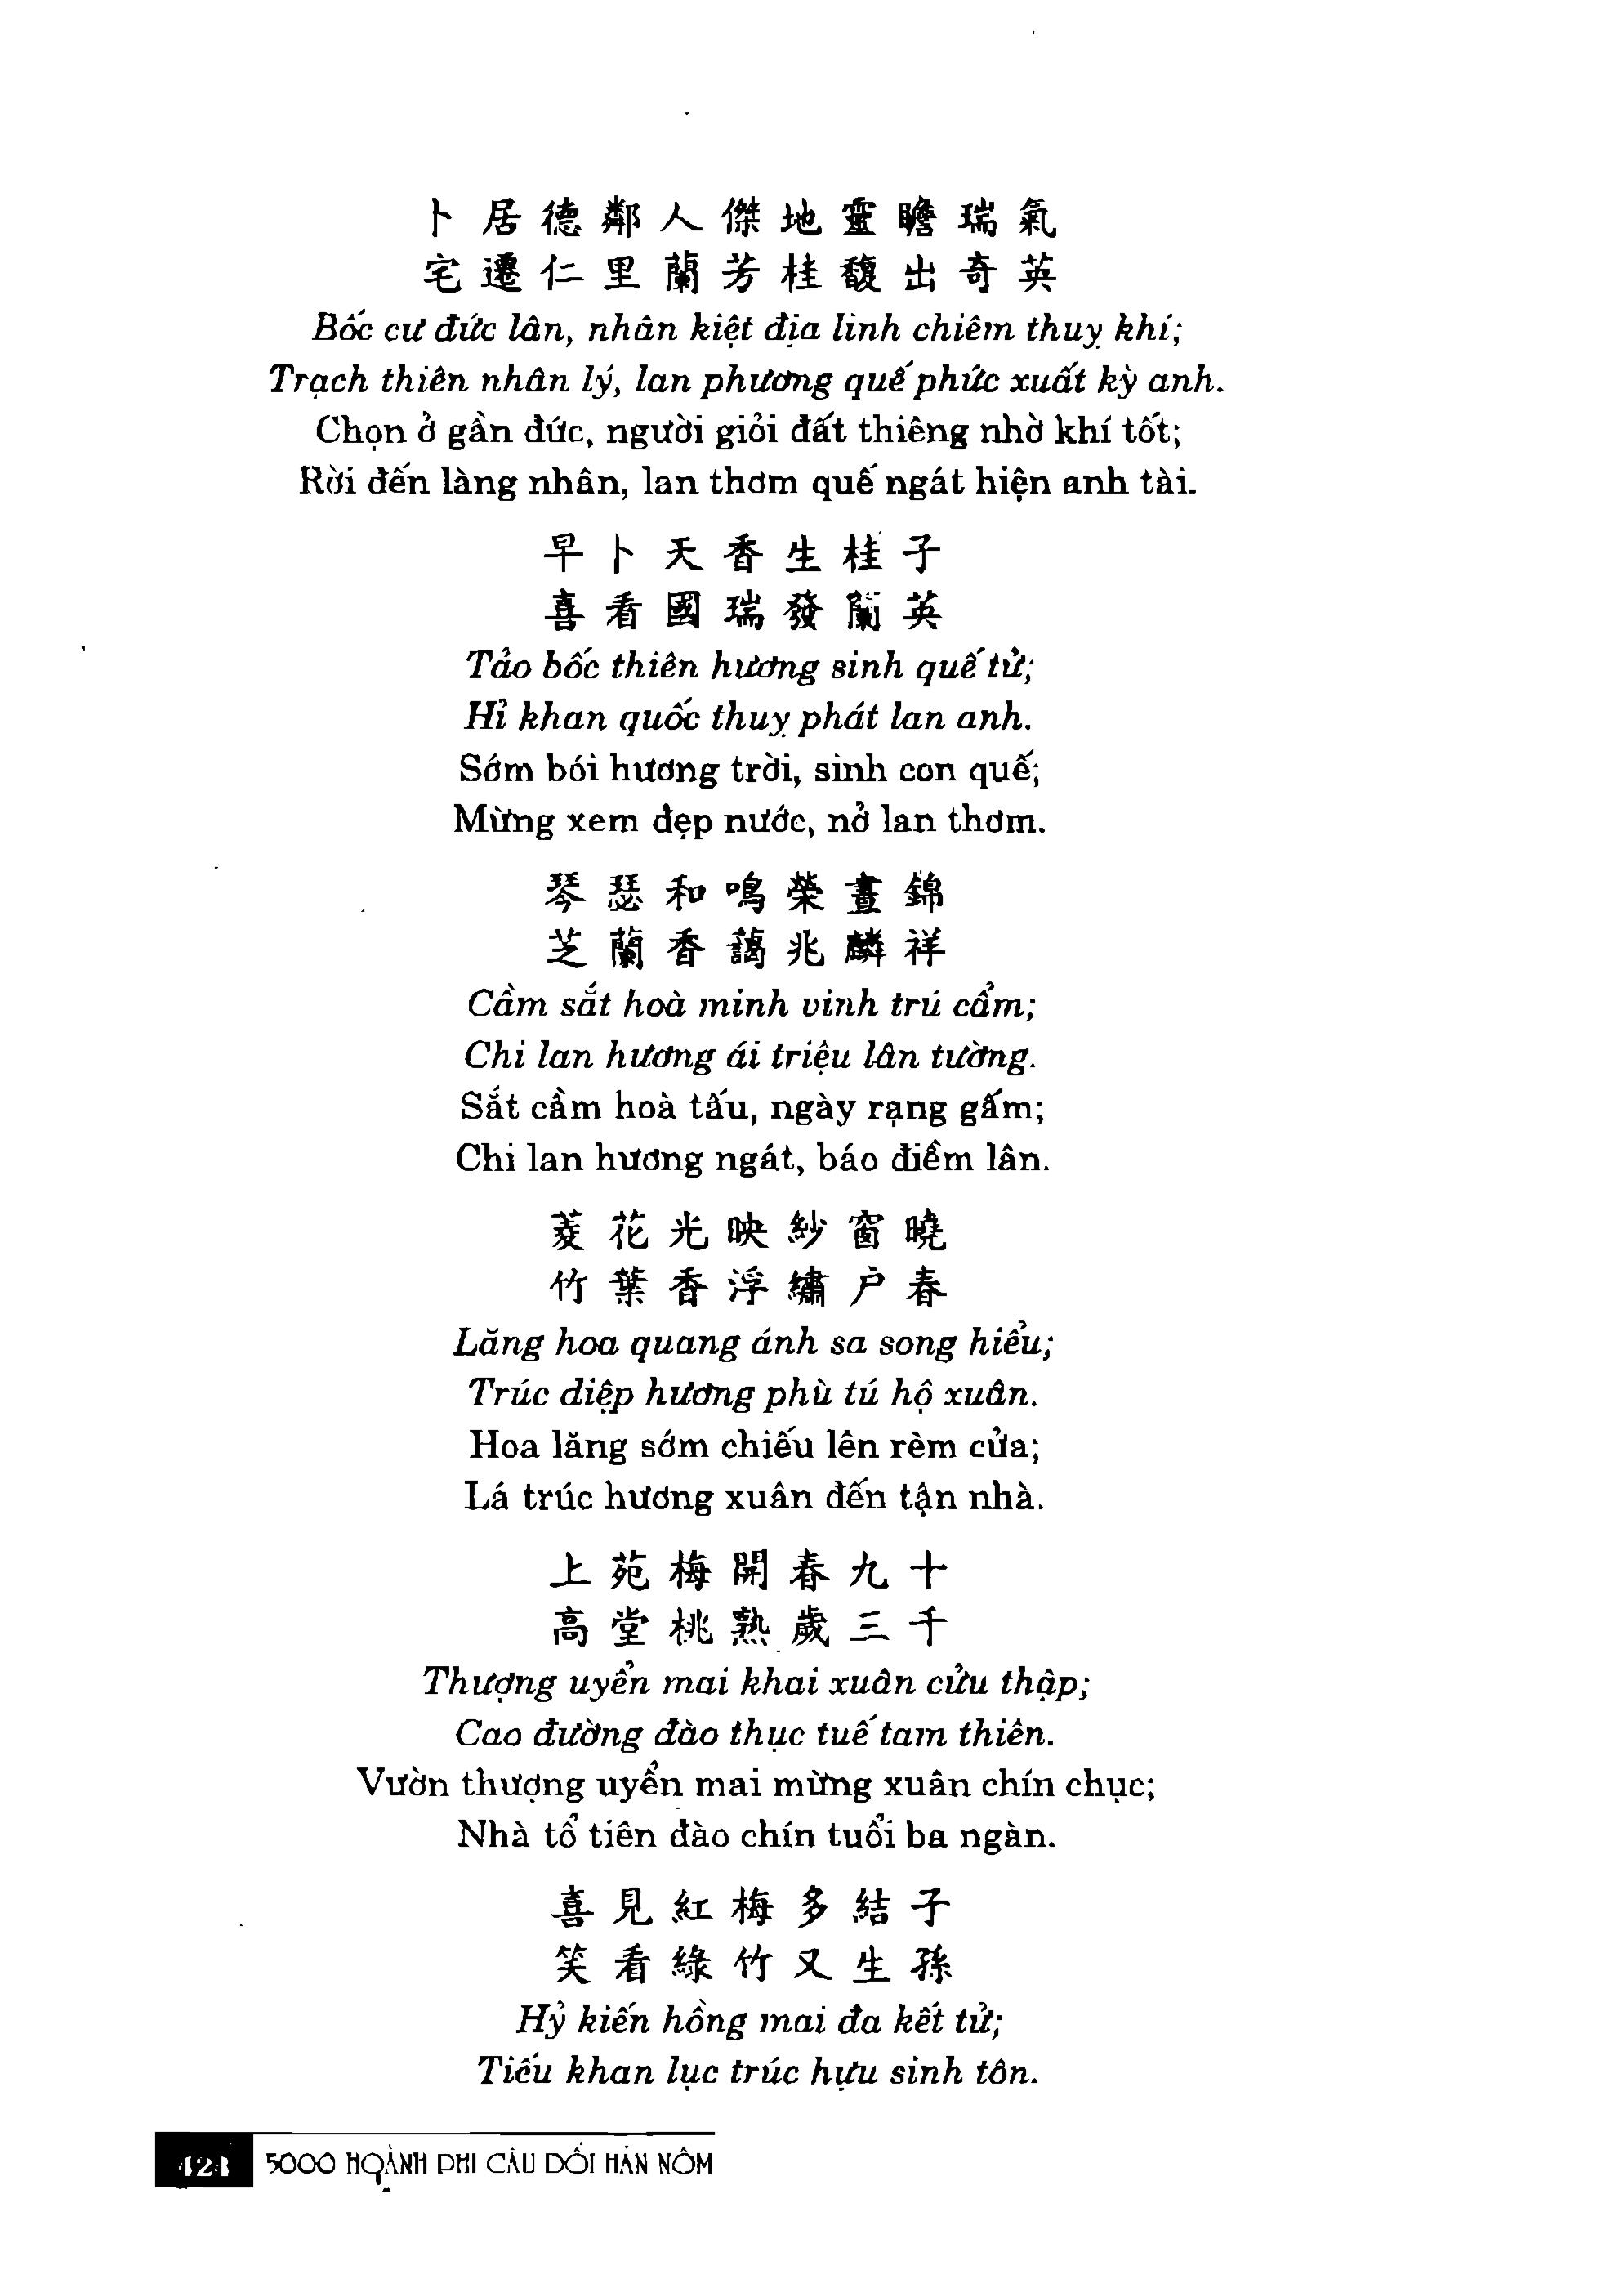 卜居德鄰人傑地靈瞻瑞氣
宅遷仁里蘭芳桂馥出奇英
Bốc cư đức lân, nhân kiệt địa linh chiêm thuỵ khí;
Trạch thiên nhân lý, lan phương quế phức xuất kỳ anh.
Chọn ở gần đức, người giỏi đất thiêng nhờ khí tốt;
Rời đến làng nhân, lan thơm quế ngát hiện anh tài.
早卜天香生桂子
喜看國瑞發蘭英
Tảo bốc thiên hương sinh quế tử;
Hỉ khan quốc thuỵ phát lan anh.
Sớm bói hương trời, sinh con quế;
Mừng xem đẹp nước, nở lan thơm.
琴瑟和鳴榮晝錦
芝蘭香藹兆麟祥
Cầm sắt hoà minh vinh trú cẩm;
Chi lan hương ái triệu lân tường.
Sắt cầm hoà tấu, ngày rạng gấm;
Chi lan hương ngát, báo điềm lân.
菱花光映紗窗曉
竹葉香浮繡户春
Lăng hoa quang ánh sa song hiểu;
Trúc diệp hương phù tú hộ xuân.
Hoa lăng sớm chiếu lên rèm cửa;
Lá trúc hương xuân đến tận nhà.
上苑梅開春九十
高堂桃熟歲三千
Thượng uyển mai khai xuân cửu thập;
Cao đường đào thục tuế tam thiên.
Vườn thượng uyển mai mừng xuân chín chục;
Nhà tổ tiên đào chín tuổi ba ngàn.
喜見紅梅多結子
笑看綠竹又生孫
Hỷ kiến hồng mai đa kết tử;
Tiếu khan lục trúc hựu sinh tôn.
424 5000 HOÀNH PHI CÂU ĐỐI HÁN NÔM